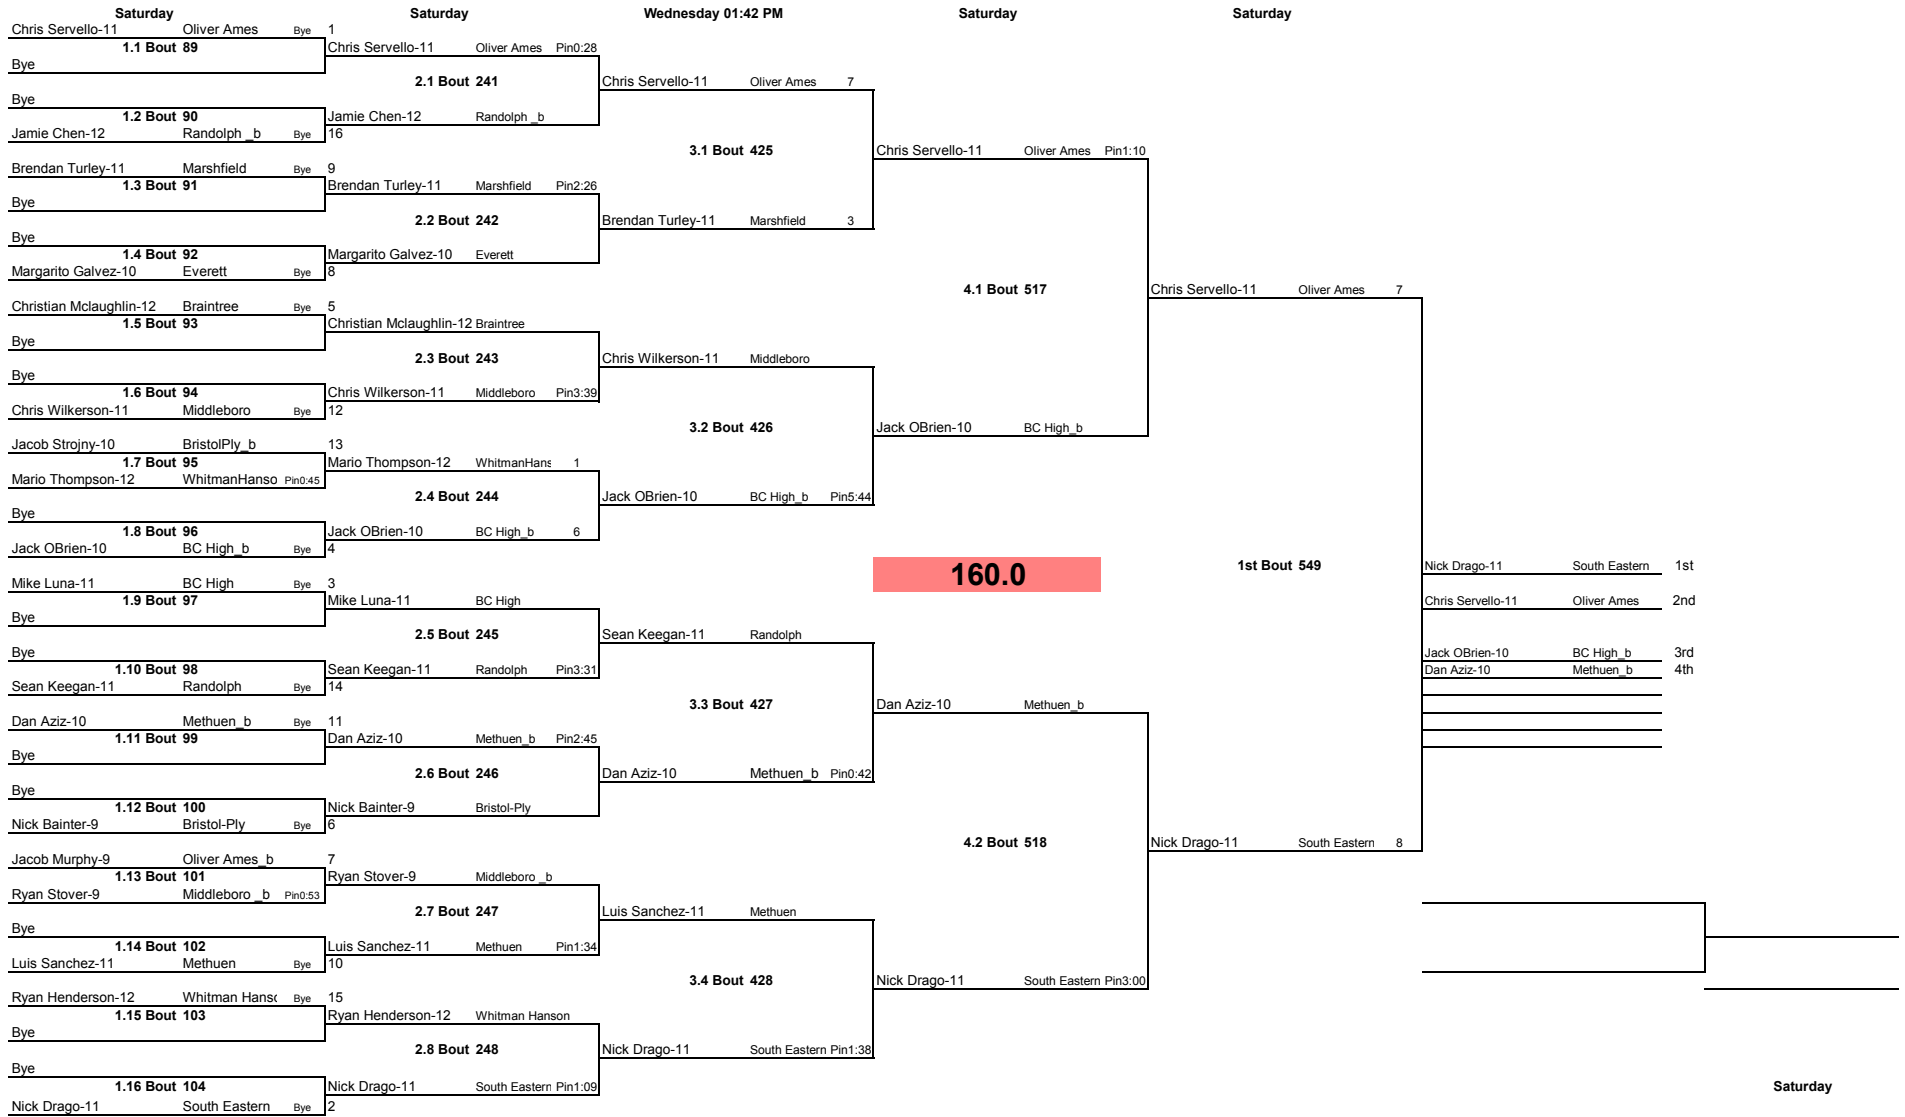 Saturday Saturday Wednesday 01:42 PM Saturday Saturday
Chris Servello-11 Oliver Ames Bye 1
1.1 Bout 89
Bye
Bye
1.2 Bout 90
Jamie Chen-12 Randolph _b Bye 16
Brendan Turley-11 Marshfield Bye 9
1.3 Bout 91
Bye
Bye
1.4 Bout 92
Margarito Galvez-10 Everett Bye 8
Christian Mclaughlin-12 Braintree Bye 5
1.5 Bout 93
Bye
Bye
1.6 Bout 94
Chris Wilkerson-11 Middleboro Bye 12
Jacob Strojny-10 BristolPly_b 13
1.7 Bout 95
Mario Thompson-12 WhitmanHanso Pin0:45
Bye
1.8 Bout 96
Jack OBrien-10 BC High_b Bye 4
Mike Luna-11 BC High Bye 3
1.9 Bout 97
Bye
Bye
1.10 Bout 98
Sean Keegan-11 Randolph Bye 14
Dan Aziz-10 Methuen_b Bye 11
1.11 Bout 99
Bye
Bye
1.12 Bout 100
Nick Bainter-9 Bristol-Ply Bye 6
Jacob Murphy-9 Oliver Ames_b 7
1.13 Bout 101
Ryan Stover-9 Middleboro _b Pin0:53
Bye
1.14 Bout 102
Luis Sanchez-11 Methuen Bye 10
Ryan Henderson-12 Whitman Hansc Bye 15
1.15 Bout 103
Bye
Bye
1.16 Bout 104
Nick Drago-11 South Eastern Bye 2
Chris Servello-11 Oliver Ames Pin0:28
2.1 Bout 241
Jamie Chen-12 Randolph _b
Brendan Turley-11 Marshfield Pin2:26
2.2 Bout 242
Margarito Galvez-10 Everett
Christian Mclaughlin-12 Braintree
2.3 Bout 243
Chris Wilkerson-11 Middleboro Pin3:39
Mario Thompson-12 WhitmanHans 1
2.4 Bout 244
Jack OBrien-10 BC High_b 6
Mike Luna-11 BC High
2.5 Bout 245
Sean Keegan-11 Randolph Pin3:31
Dan Aziz-10 Methuen_b Pin2:45
2.6 Bout 246
Nick Bainter-9 Bristol-Ply
Ryan Stover-9 Middleboro _b
2.7 Bout 247
Luis Sanchez-11 Methuen Pin1:34
Ryan Henderson-12 Whitman Hanson
2.8 Bout 248
Nick Drago-11 South Eastern Pin1:09
Chris Servello-11 Oliver Ames 7
3.1 Bout 425
Brendan Turley-11 Marshfield 3
Chris Wilkerson-11 Middleboro
3.2 Bout 426
Jack OBrien-10 BC High_b Pin5:44
Sean Keegan-11 Randolph
3.3 Bout 427
Dan Aziz-10 Methuen_b Pin0:42
Luis Sanchez-11 Methuen
3.4 Bout 428
Nick Drago-11 South Eastern Pin1:38
Chris Servello-11 Oliver Ames Pin1:10
4.1 Bout 517
Jack OBrien-10 BC High_b
160.0
Dan Aziz-10 Methuen_b
4.2 Bout 518
Nick Drago-11 South Eastern Pin3:00
Chris Servello-11 Oliver Ames 7
1st Bout 549
Nick Drago-11 South Eastern 8
Nick Drago-11 South Eastern 1st
Chris Servello-11 Oliver Ames 2nd
Jack OBrien-10 BC High_b 3rd
Dan Aziz-10 Methuen_b 4th
Saturday